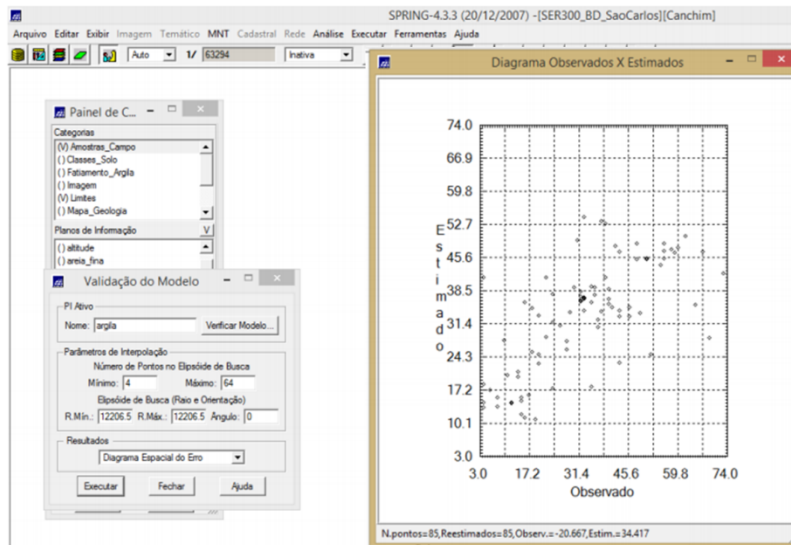 SPRING-4.3.3 (20/12/2007) -[SER300_BD_SaoCarlos][Canchim]
Arquivo Editar Exibir Imagem Temático MNT Cadastral Rede Análise Executar Ferramentas Ajuda
Auto 1/ 63294 Inativa
Painel de C...
Categorias
(V) Amostras_Campo
( ) Classes_Solo
( ) Fatiamento_Argila
( ) Imagem
(V) Limites
( ) Mapa_Geologia
Planos de Informação V
( ) altitude
( ) areia_fina
Validação do Modelo
PI Ativo
Nome: argila Verificar Modelo...
Parâmetros de Interpolação
Número de Pontos no Elipsóide de Busca
Mínimo: 4 Máximo: 64
Elipsóide de Busca (Raio e Orientação)
R.Mín.: 12206.5 R.Máx.: 12206.5 Angulo: 0
Resultados
Diagrama Espacial do Erro
Executar Fechar Ajuda
Diagrama Observados X Estimados
74.0
66.9
59.8
52.7
45.6
38.5
31.4
24.3
17.2
10.1
3.0
Estimado
3.0 17.2 31.4 45.6 59.8 74.0
Observado
N.pontos=85,Reestimados=85,Observ.=-20.667,Estim.=34.417